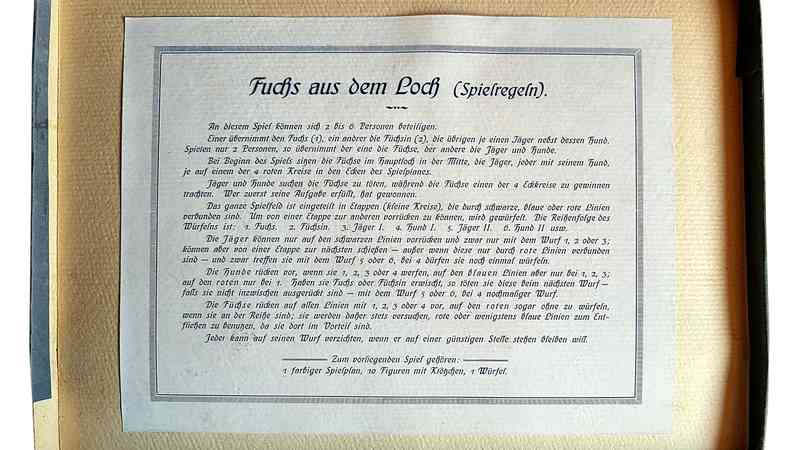 Fuchs aus dem Loch (Spielregeln).
An diesem Spiel können sich 2 bis 6 Personen beteiligen.
Einer übernimmt den Fuchs (1), ein andrer die Füchsin (2), die übrigen je einen Jäger nebst dessen Hund.
Spielen nur 2 Personen, so übernimmt der eine die Füchse, der andere die Jäger und Hunde.
Bei Beginn des Spiels sitzen die Füchse im Hauptloch in der Mitte, die Jäger, jeder mit seinem Hund,
je auf einem der 4 roten Kreise in den Ecken des Spielplanes.
Jäger und Hunde suchen die Füchse zu töten, während die Füchse einen der 4 Eckkreise zu gewinnen
trachten. Wer zuerst seine Aufgabe erfüllt, hat gewonnen.
Das ganze Spielfeld ist eingeteilt in Etappen (kleine Kreise), die durch schwarze, blaue oder rote Linien
verbunden sind. Um von einer Etappe zur anderen vorrücken zu können, wird gewürfelt. Die Reihenfolge des
Würfelns ist: 1. Fuchs. 2. Füchsin. 3. Jäger I. 4. Hund I. 5. Jäger II. 6. Hund II usw.
Die Jäger können nur auf den schwarzen Linien vorrücken und zwar nur mit dem Wurf 1, 2 oder 3;
können aber von einer Etappe zur nächsten schießen — außer wenn diese nur durch rote Linien verbunden
sind — und zwar treffen sie mit dem Wurf 5 oder 6, bei 4 dürfen sie noch einmal würfeln.
Die Hunde rücken vor, wenn sie 1, 2, 3 oder 4 werfen, auf den blauen Linien aber nur bei 1, 2, 3;
auf den roten nur bei 1. Haben sie Fuchs oder Füchsin erwischt, so töten sie diese beim nächsten Wurf —
falls sie nicht inzwischen ausgerückt sind — mit dem Wurf 5 oder 6, bei 4 nochmaliger Wurf.
Die Füchse rücken auf allen Linien mit 1, 2, 3 oder 4 vor, auf den roten sogar ohne zu würfeln,
wenn sie an der Reihe sind; sie werden daher stets versuchen, rote oder wenigstens blaue Linien zum Ent-
fliehen zu benutzen, da sie dort im Vorteil sind.
Jeder kann auf seinen Wurf verzichten, wenn er auf einer günstigen Stelle stehen bleiben will.
Zum vorliegenden Spiel gehören:
1 farbiger Spielplan, 10 Figuren mit Klötzchen, 1 Würfel.